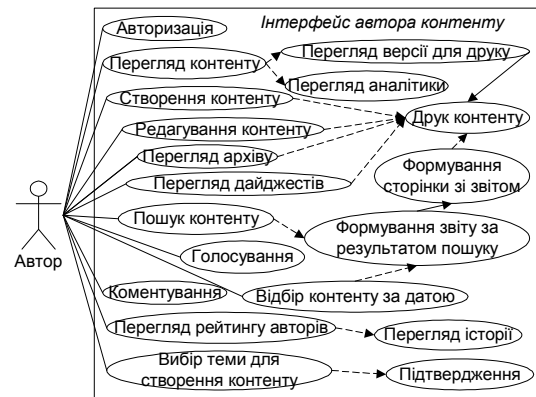 Інтерфейс автора контенту
Авторизація
Перегляд контенту
Перегляд версії для друку
Перегляд аналітики
Створення контенту
Друк контенту
Редагування контенту
Перегляд архіву
Перегляд дайджестів
Формування
сторінки зі звітом
Пошук контенту
Формування звіту за
результатом пошуку
Автор
Голосування
Коментування
Відбір контенту за датою
Перегляд рейтингу авторів
Перегляд історії
Вибір теми для
створення контенту
Підтвердження